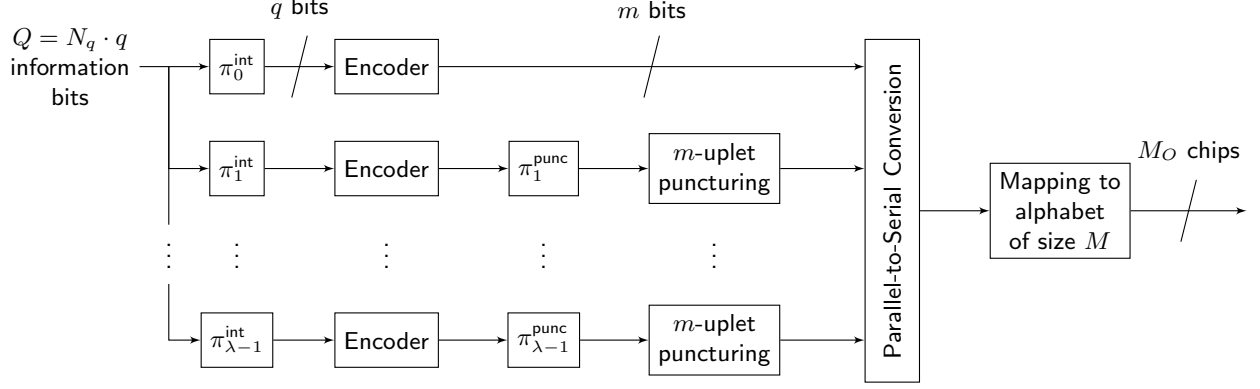 q bits
m bits
Q = N_q · q
information
bits
π_0^int
Encoder
π_1^int
Encoder
π_1^punc
m-uplet
puncturing
⋮ ⋮ ⋮ ⋮ ⋮
π_{λ−1}^int
Encoder
π_{λ−1}^punc
m-uplet
puncturing
Parallel-to-Serial Conversion
Mapping to
alphabet
of size M
M_O chips